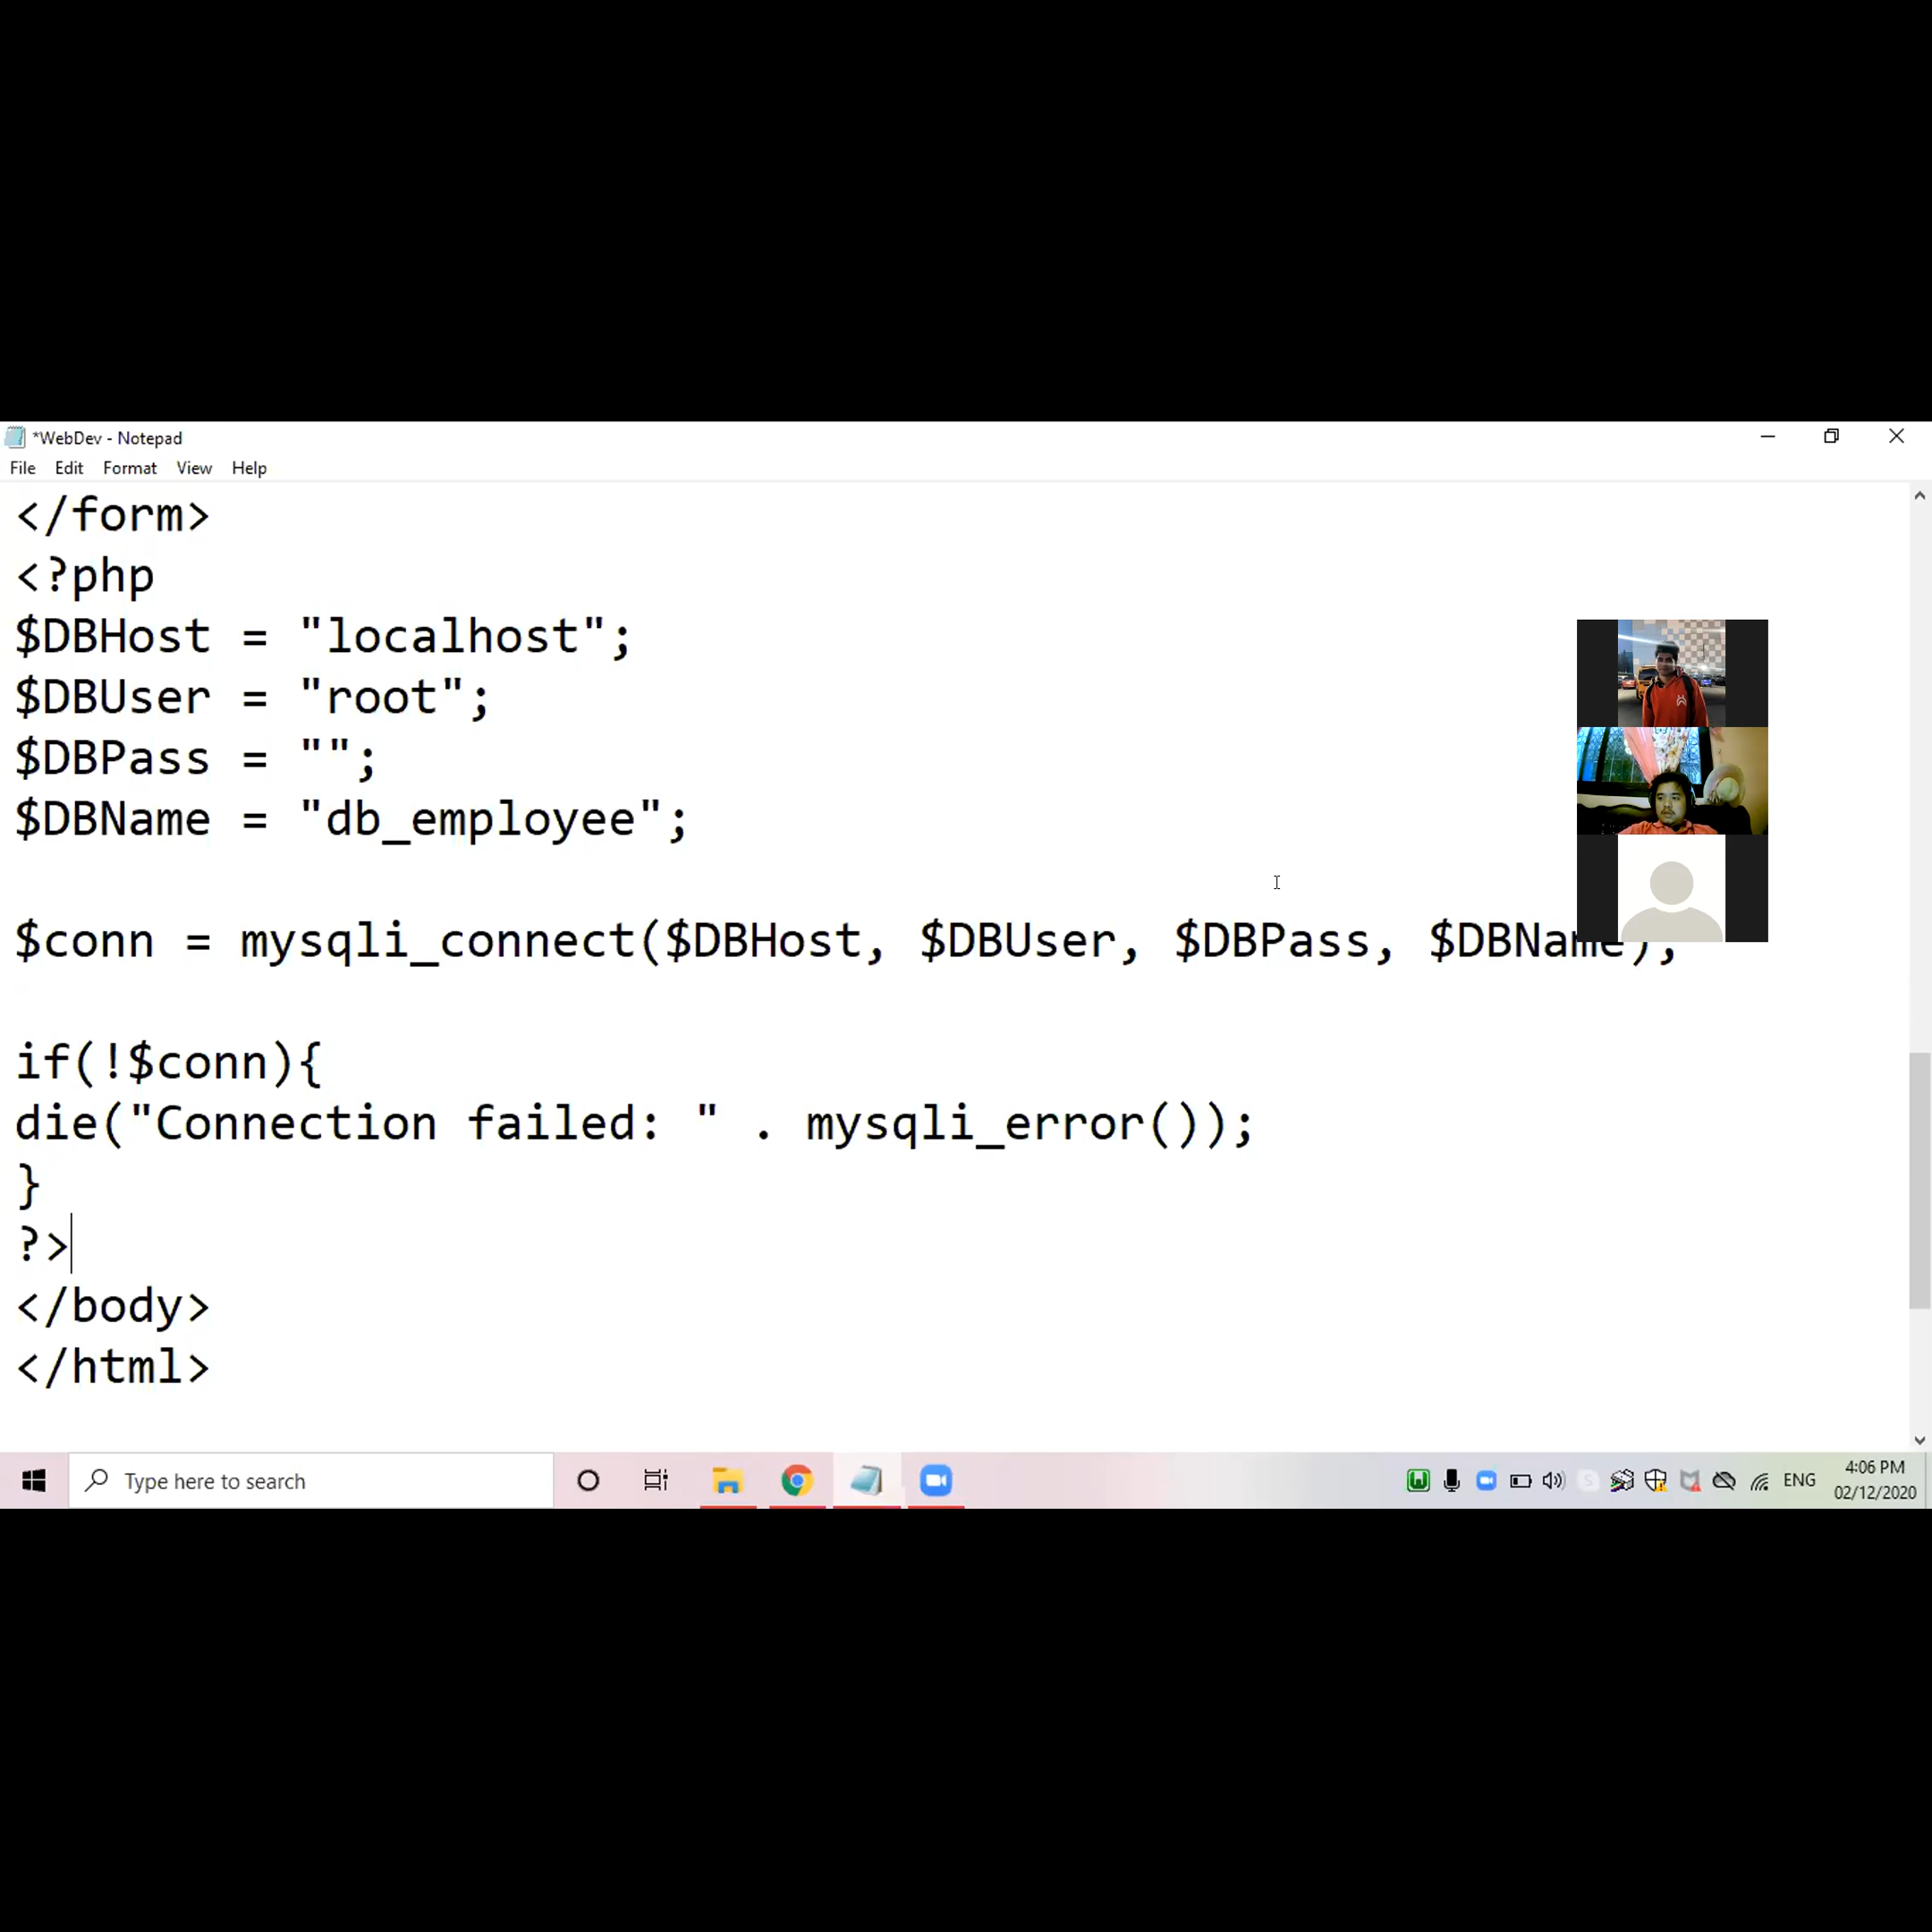 *WebDev - Notepad
File Edit Format View Help
</form>
<?php
$DBHost = "localhost";
$DBUser = "root";
$DBPass = "";
$DBName = "db_employee";
$conn = mysqli_connect($DBHost, $DBUser, $DBPass, $DBName);
if(!$conn){
die("Connection failed: " . mysqli_error());
}
?>
</body>
</html>
Type here to search
ENG
4:06 PM
02/12/2020